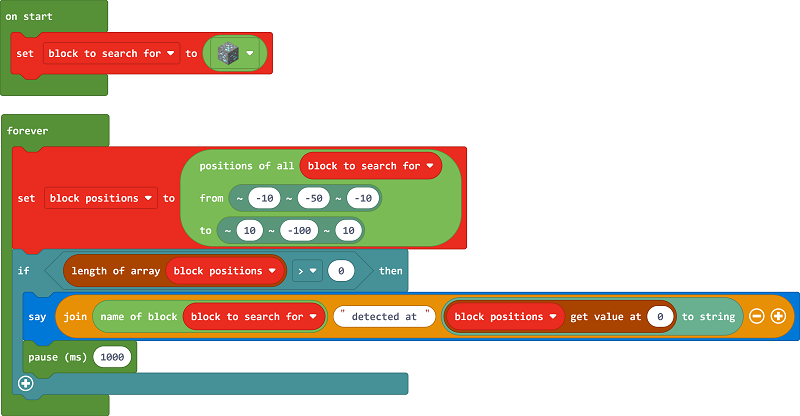 on start
set block to search for to
forever
positions of all block to search for
set block positions to from ~ -10 ~ -50 ~ -10
to ~ 10 ~ -100 ~ 10
if length of array block positions > 0 then
say join name of block block to search for " detected at " block positions get value at 0 to string
pause (ms) 1000